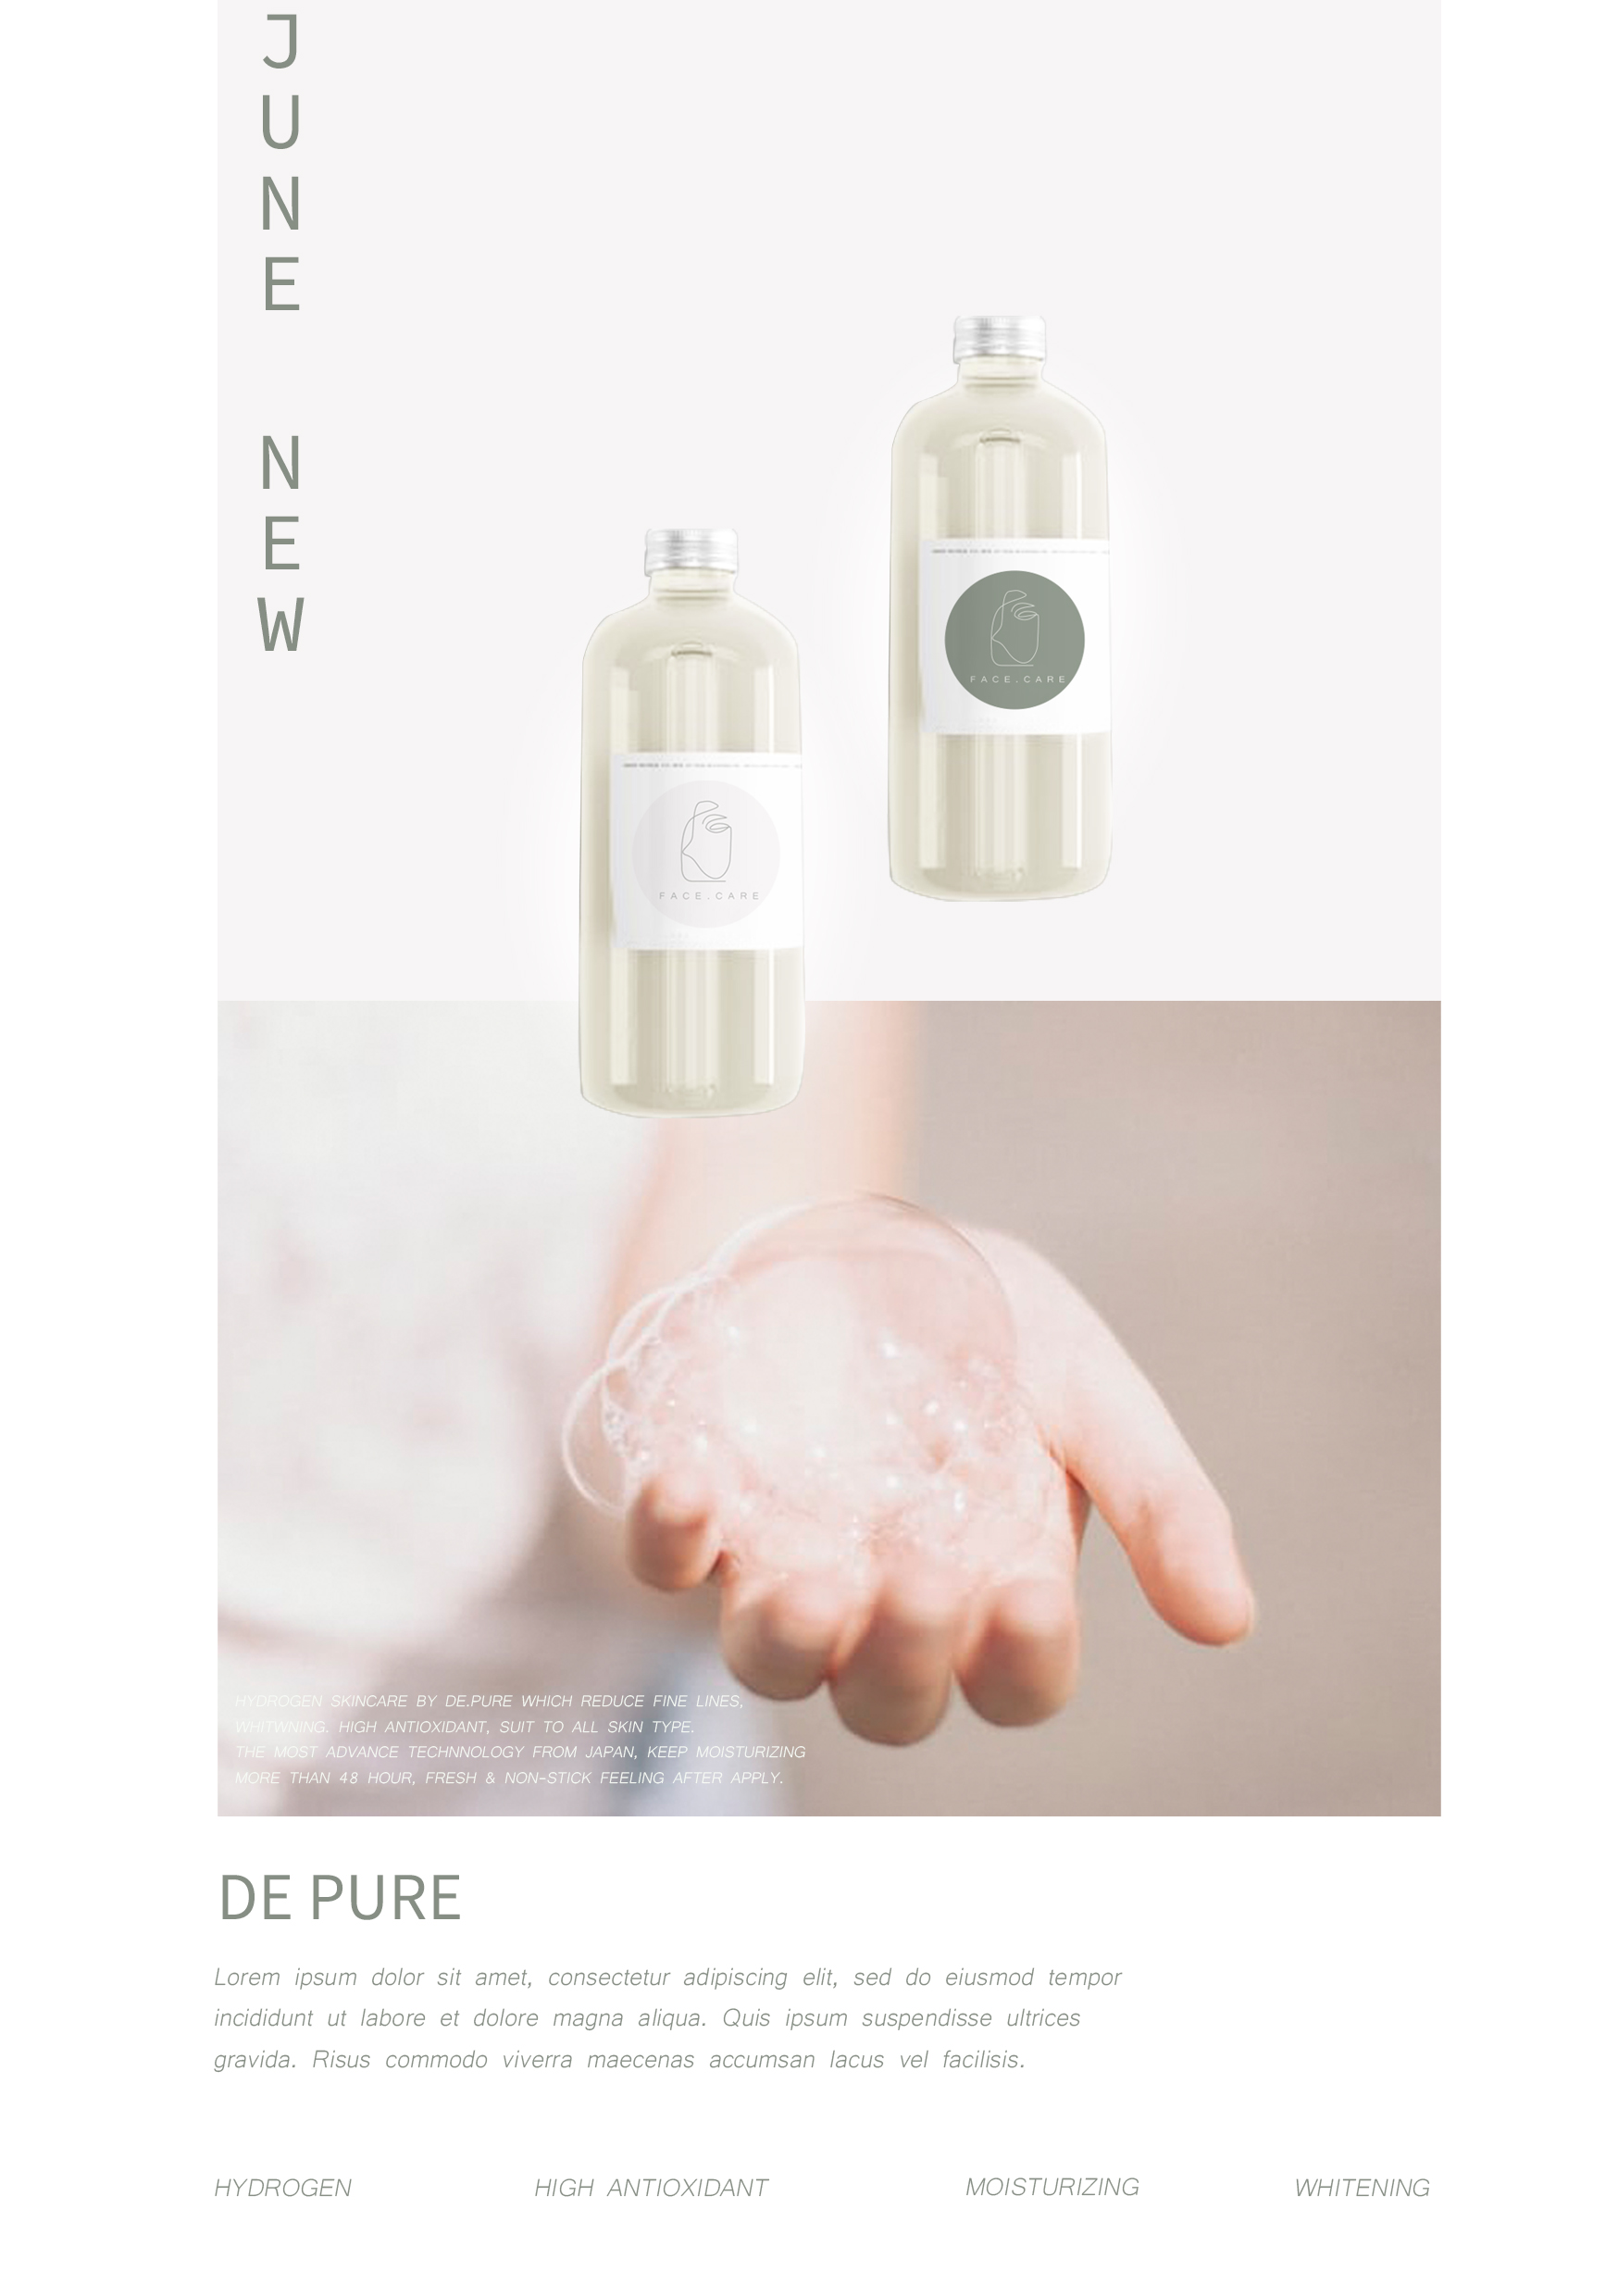 JUNE NEW
FACE.CARE
FACE.CARE
HYDROGEN SKINCARE BY DE.PURE WHICH REDUCE FINE LINES,
WHITWNING. HIGH ANTIOXIDANT, SUIT TO ALL SKIN TYPE.
THE MOST ADVANCE TECHNNOLOGY FROM JAPAN, KEEP MOISTURIZING
MORE THAN 48 HOUR, FRESH & NON-STICK FEELING AFTER APPLY.
DE PURE
Lorem ipsum dolor sit amet, consectetur adipiscing elit, sed do eiusmod tempor
incididunt ut labore et dolore magna aliqua. Quis ipsum suspendisse ultrices
gravida. Risus commodo viverra maecenas accumsan lacus vel facilisis.
HYDROGEN HIGH ANTIOXIDANT MOISTURIZING WHITENING